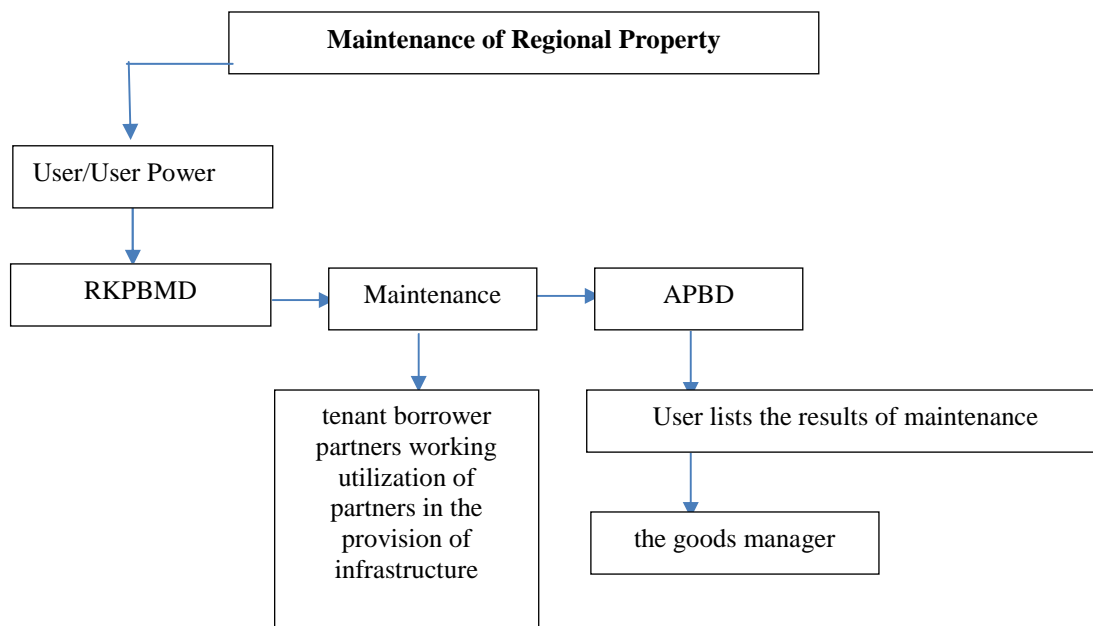 Maintenance of Regional Property
User/User Power
RKPBMD
Maintenance
APBD
tenant borrower
partners working
utilization of
partners in the
provision of
infrastructure
User lists the results of maintenance
the goods manager